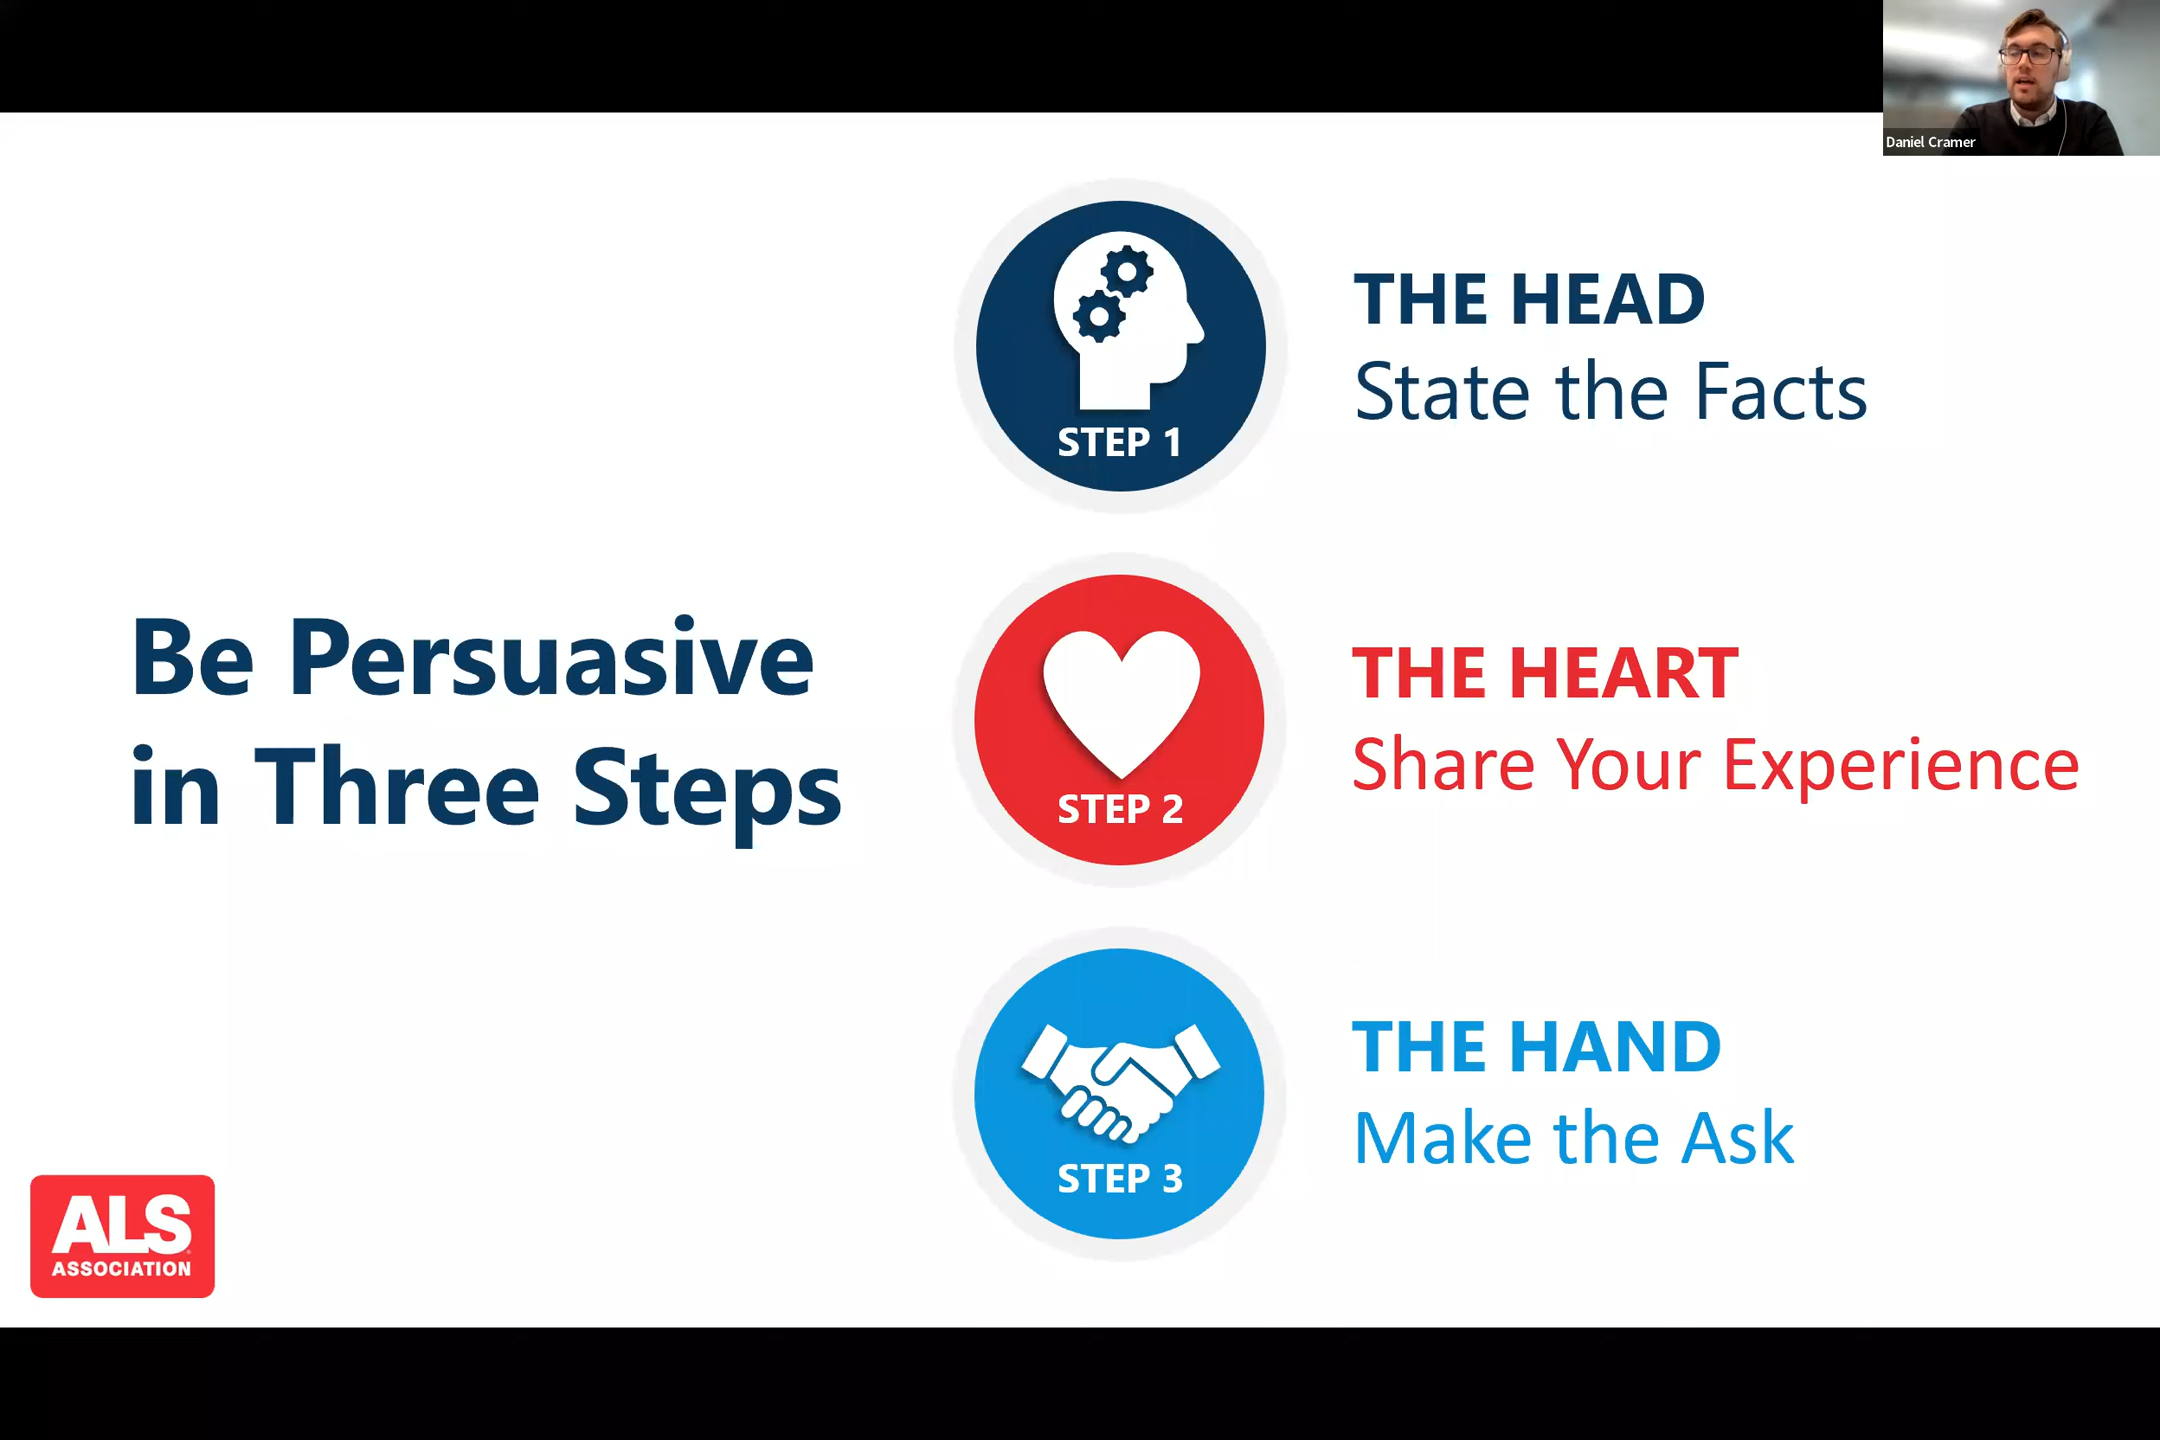 Daniel Cramer
Be Persuasive
in Three Steps
STEP 1
THE HEAD
State the Facts
STEP 2
THE HEART
Share Your Experience
STEP 3
THE HAND
Make the Ask
ALS
ASSOCIATION